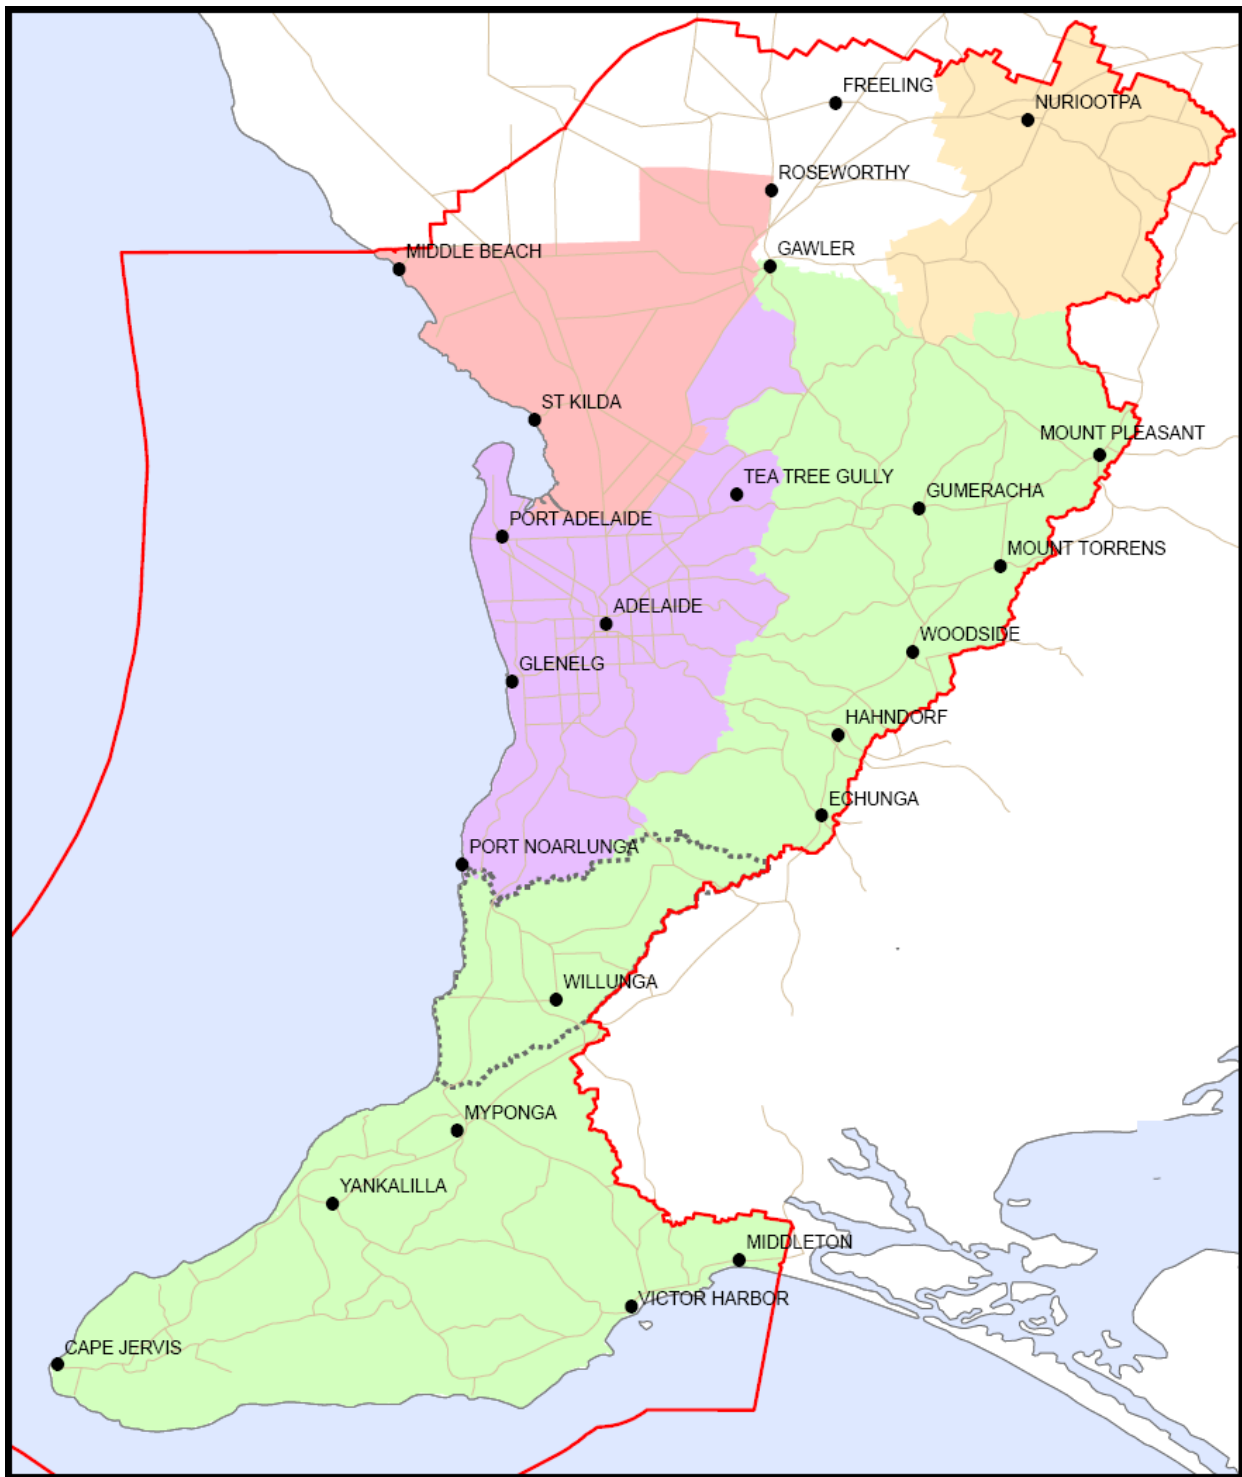 FREELING
NURIOOTPA
ROSEWORTHY
GAWLER
MIDDLE BEACH
ST KILDA
MOUNT PLEASANT
TEA TREE GULLY
GUMERACHA
PORT ADELAIDE
MOUNT TORRENS
ADELAIDE
WOODSIDE
GLENELG
HAHNDORF
ECHUNGA
PORT NOARLUNGA
WILLUNGA
MYPONGA
YANKALILLA
MIDDLETON
VICTOR HARBOR
CAPE JERVIS